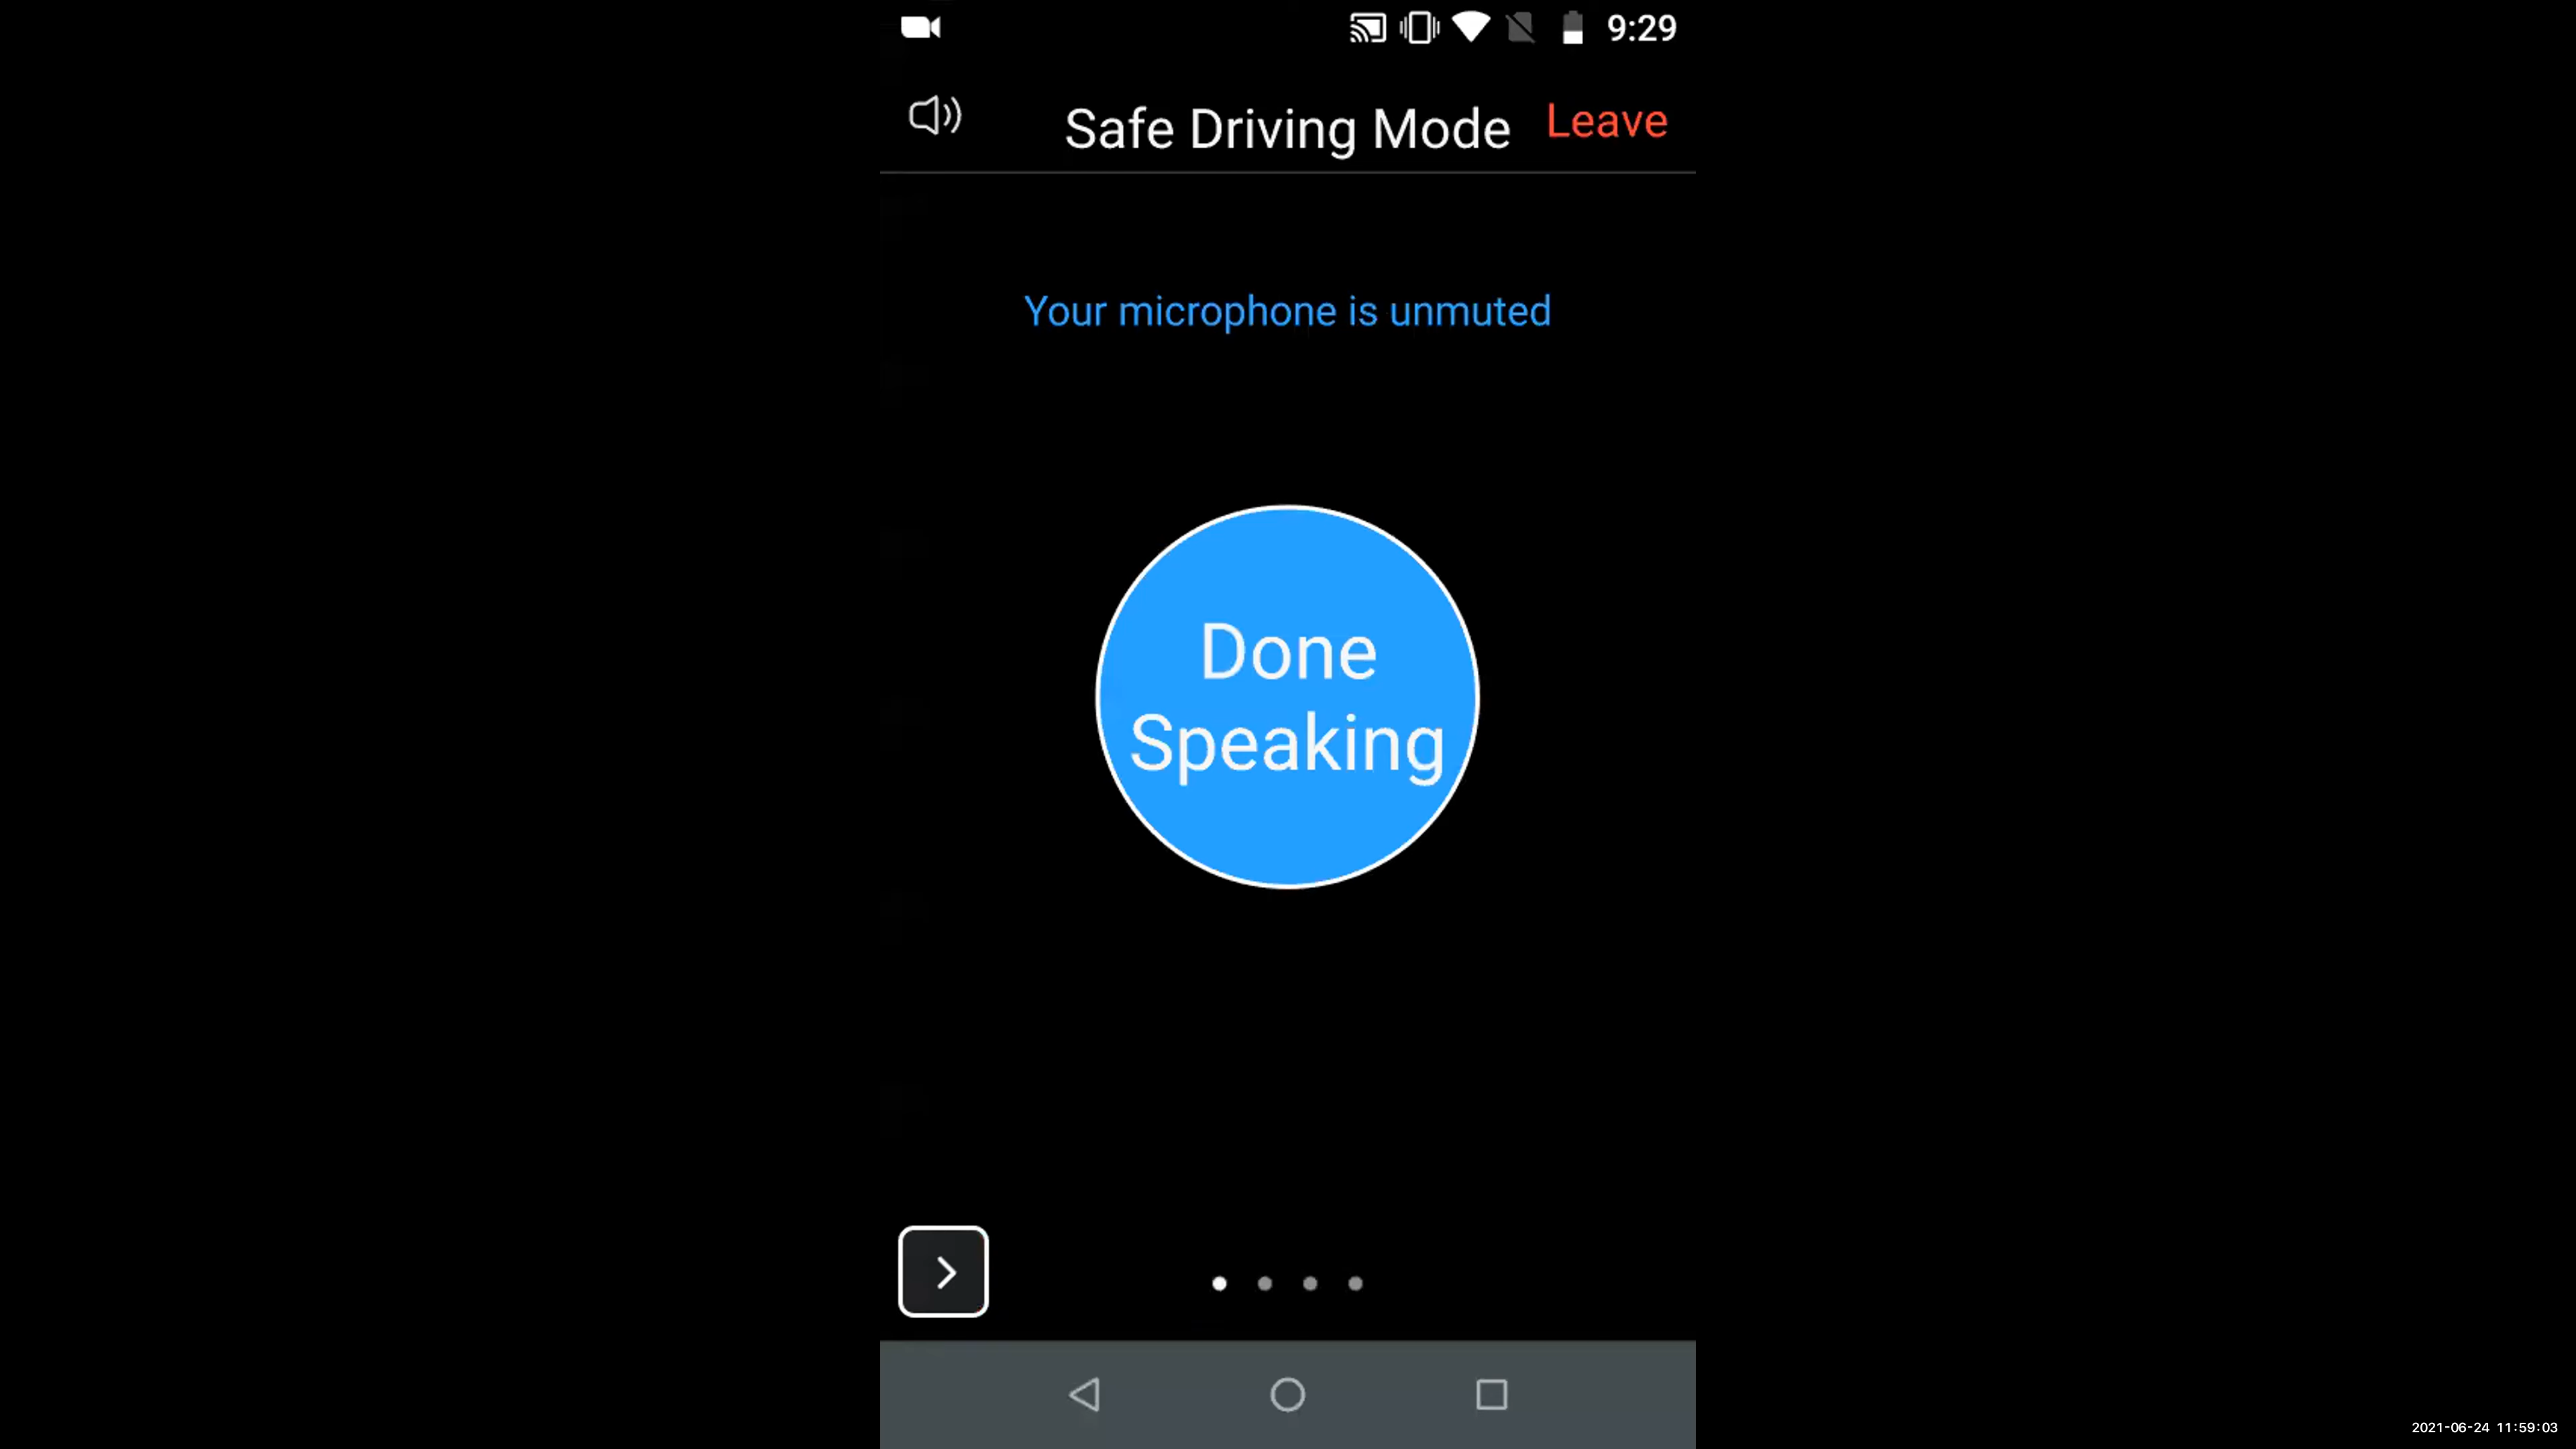 9:29
Safe Driving Mode
Leave
Your microphone is unmuted
Done
Speaking
2021-06-24 11:59:03